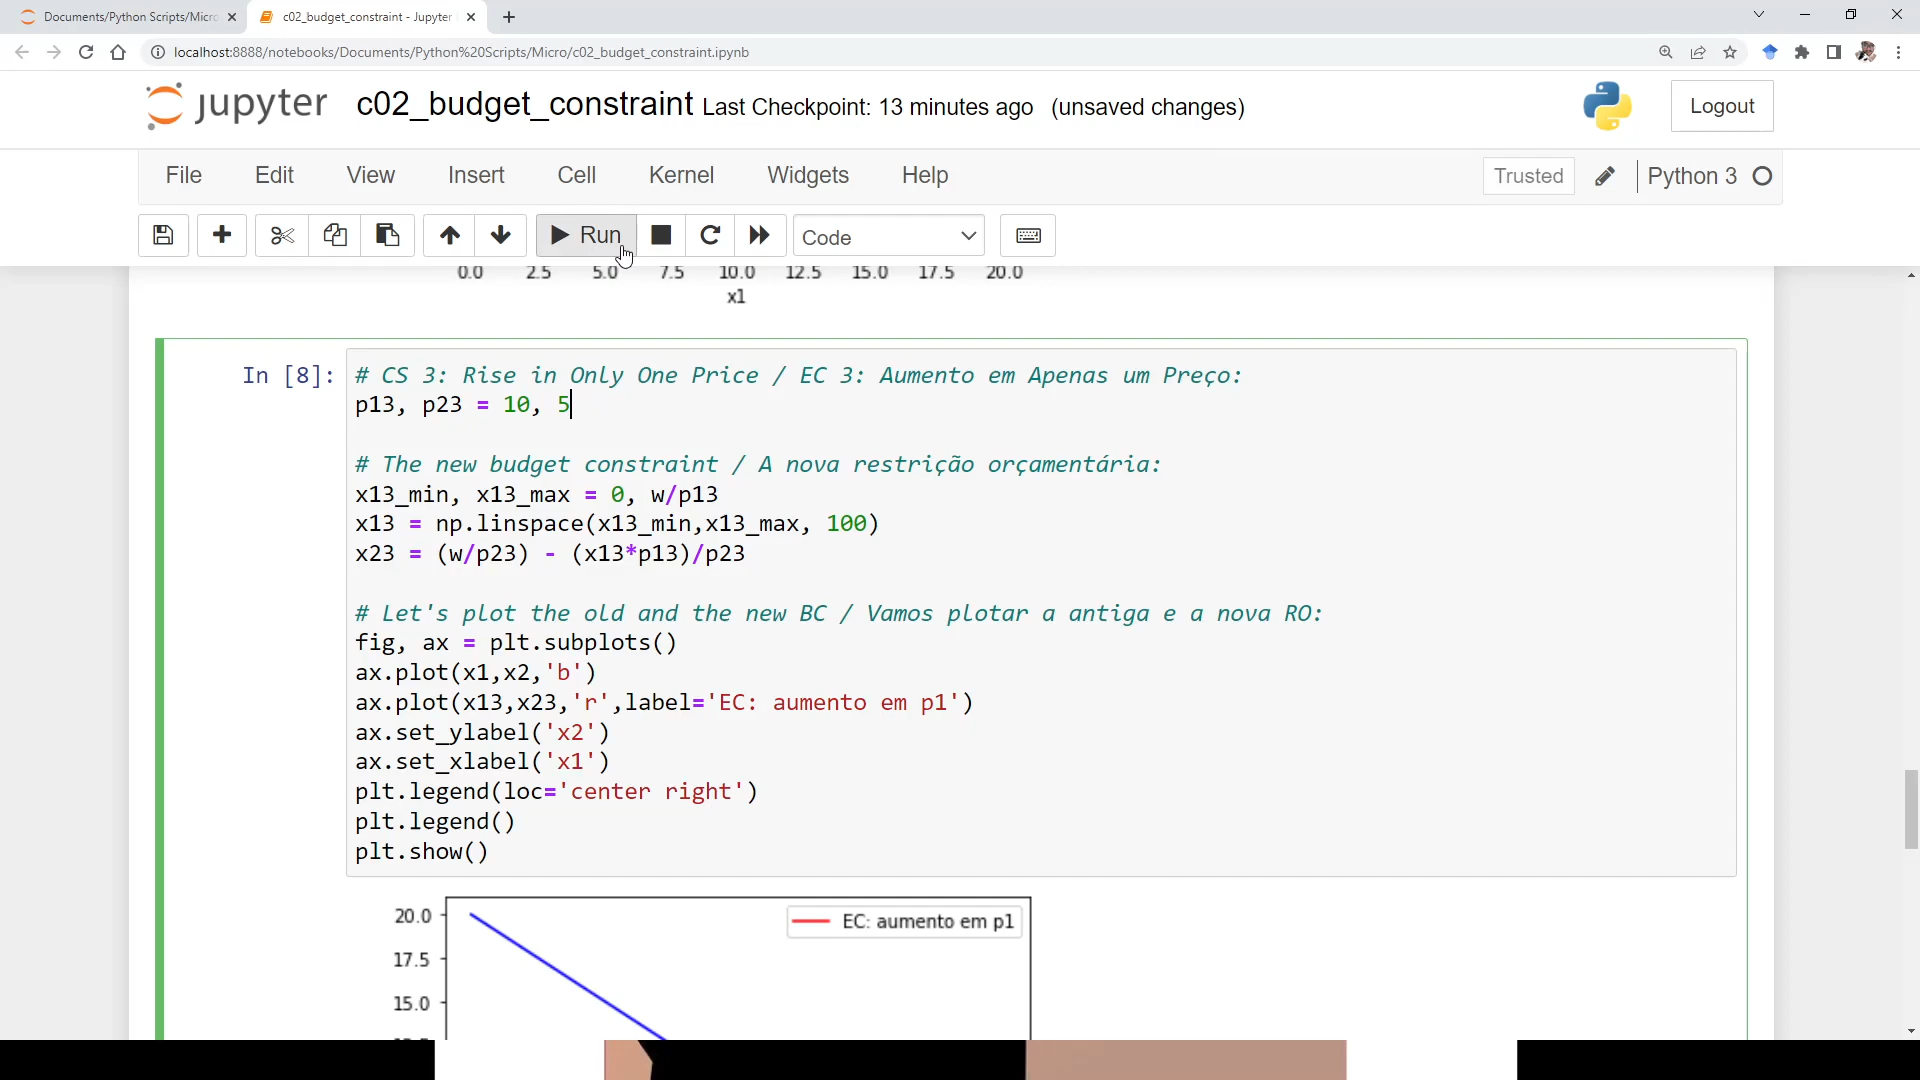 Documents/Python Scripts/Micro
c02_budget_constraint - Jupyter
localhost:8888/notebooks/Documents/Python%20Scripts/Micro/c02_budget_constraint.ipynb
jupyter c02_budget_constraint Last Checkpoint: 13 minutes ago (unsaved changes)
Logout
File Edit View Insert Cell Kernel Widgets Help
Trusted
Python 3
Run
Code
0.0 2.5 5.0 7.5 10.0 12.5 15.0 17.5 20.0
x1
In [8]:
# CS 3: Rise in Only One Price / EC 3: Aumento em Apenas um Preço:
p13, p23 = 10, 5
# The new budget constraint / A nova restrição orçamentária:
x13_min, x13_max = 0, w/p13
x13 = np.linspace(x13_min,x13_max, 100)
x23 = (w/p23) - (x13*p13)/p23
# Let's plot the old and the new BC / Vamos plotar a antiga e a nova RO:
fig, ax = plt.subplots()
ax.plot(x1,x2,'b')
ax.plot(x13,x23,'r',label='EC: aumento em p1')
ax.set_ylabel('x2')
ax.set_xlabel('x1')
plt.legend(loc='center right')
plt.legend()
plt.show()
20.0
EC: aumento em p1
17.5
15.0